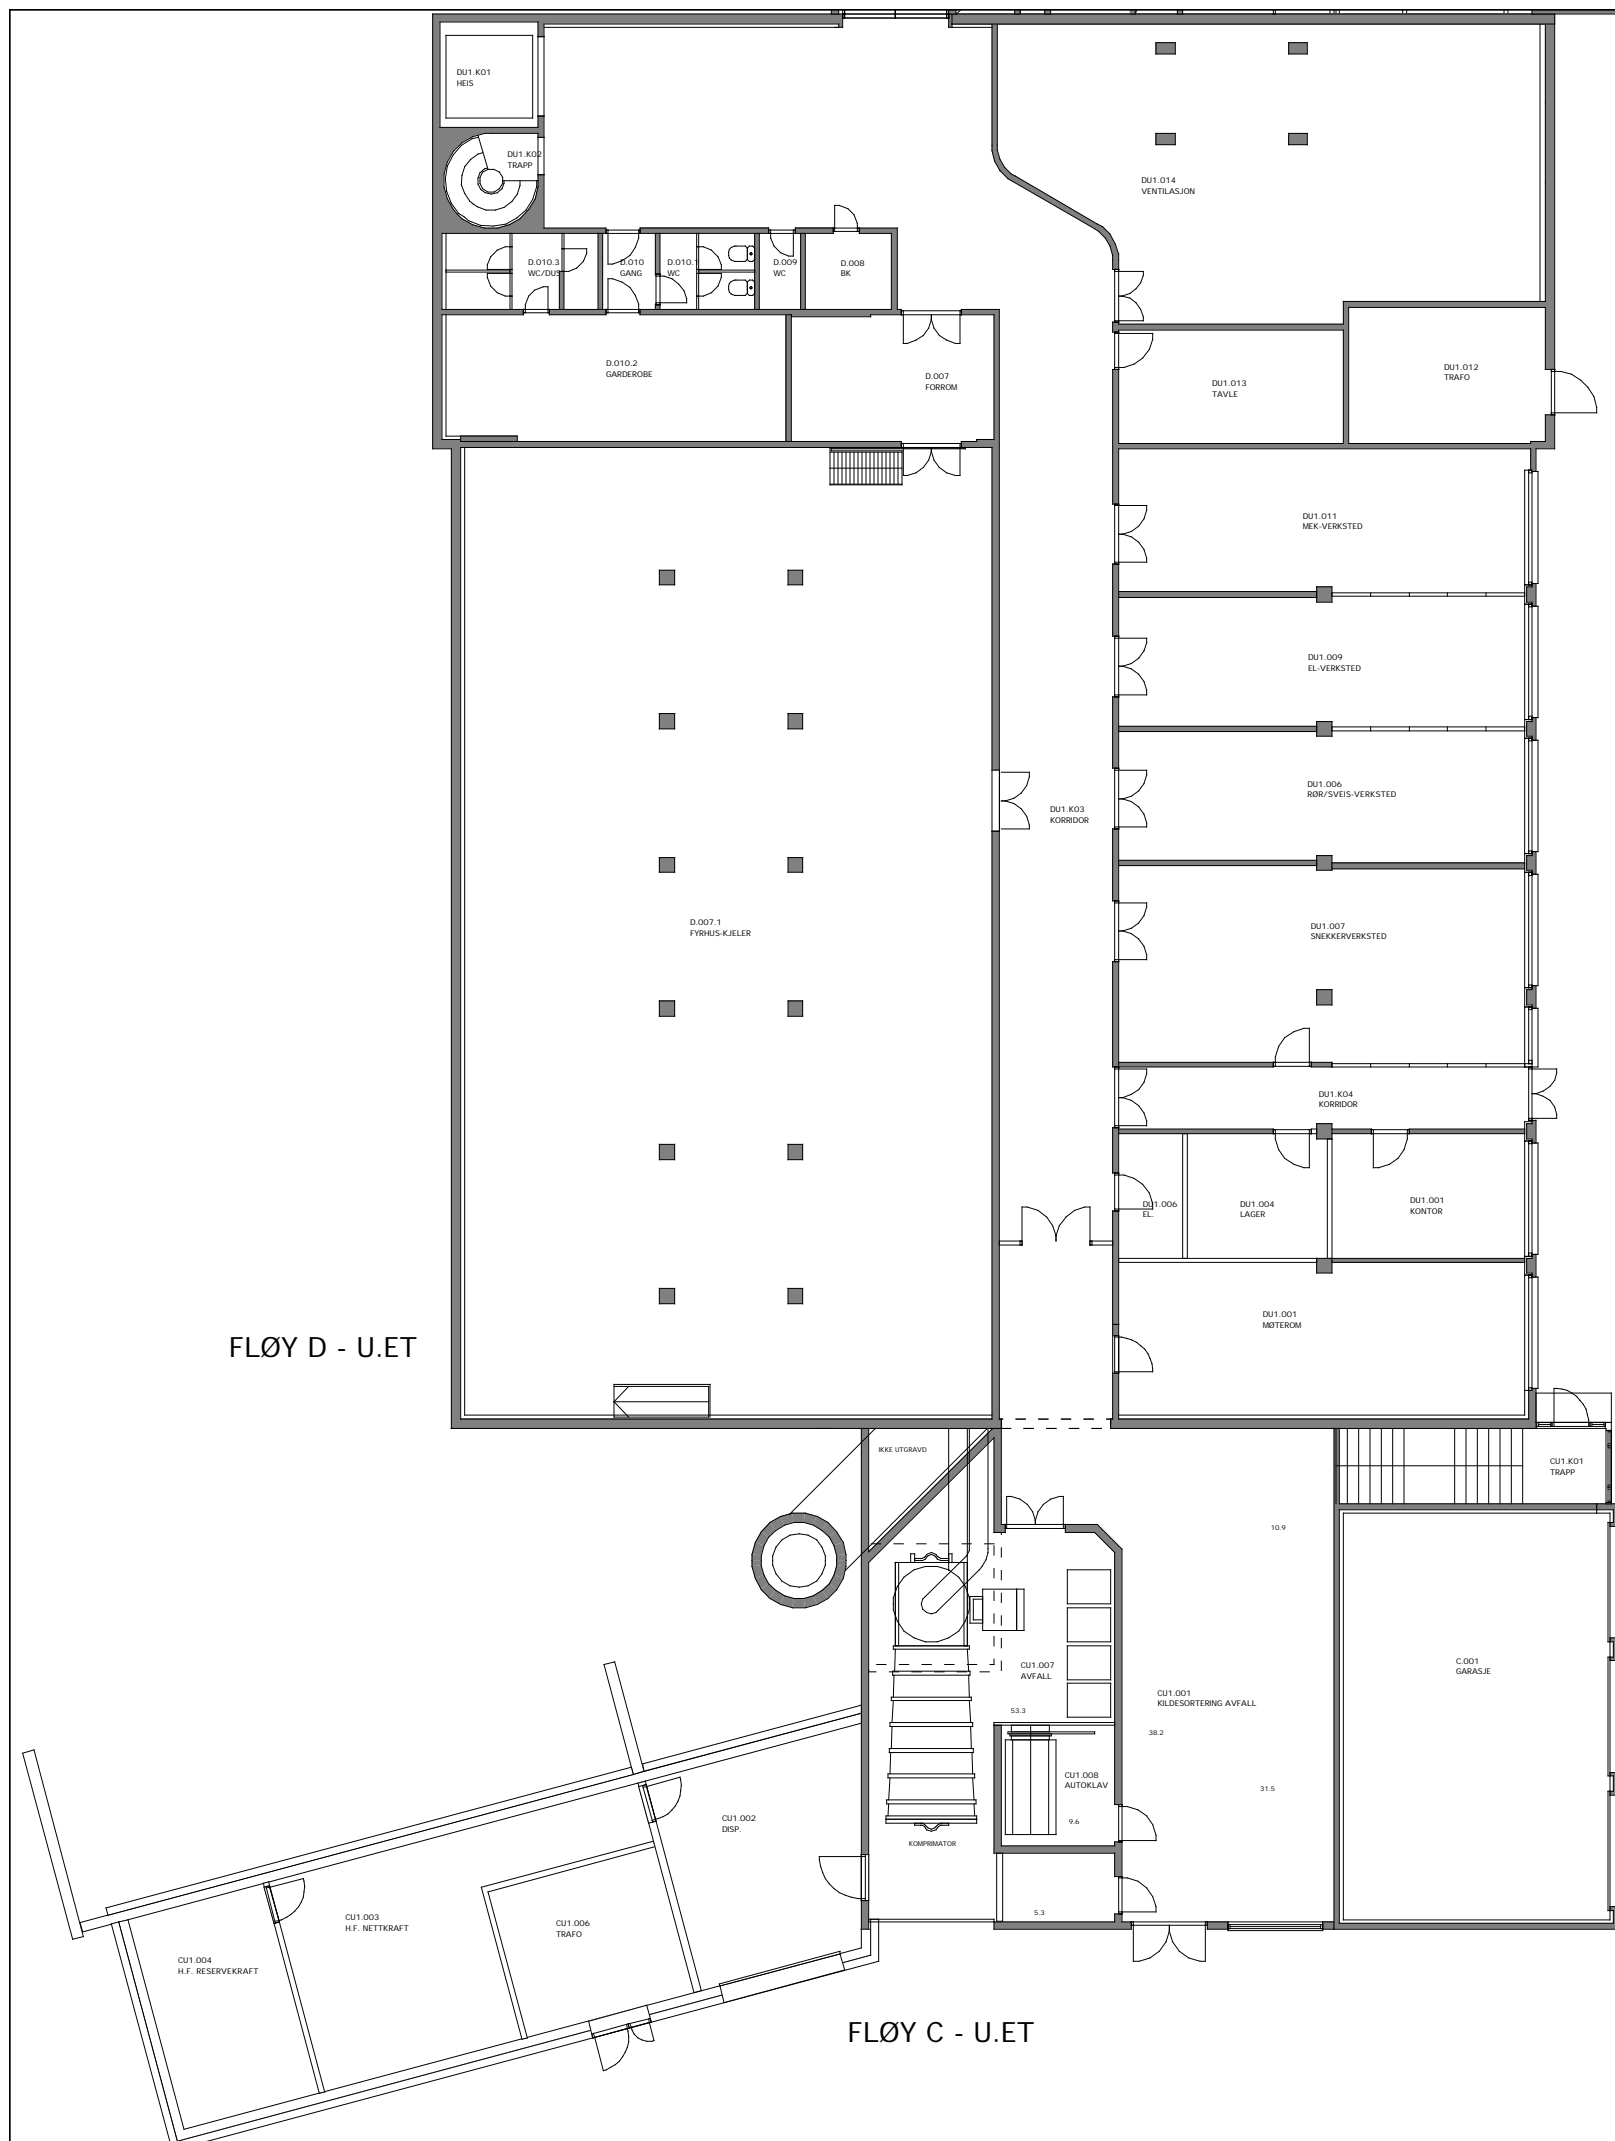 DU1.K01
HEIS
DU1.K02
TRAPP
DU1.014
VENTILASJON
D.010.3
WC/DUS
D.010
GANG
D.010.1
WC
D.009
WC
D.008
BK
D.010.2
GARDEROBE
D.007
FORROM
DU1.013
TAVLE
DU1.012
TRAFO
DU1.011
MEK-VERKSTED
DU1.009
EL-VERKSTED
DU1.006
RØR/SVEIS-VERKSTED
DU1.K03
KORRIDOR
D.007.1
FYRHUS-KJELER
DU1.007
SNEKKERVERKSTED
DU1.K04
KORRIDOR
DU1.006
EL.
DU1.004
LAGER
DU1.001
KONTOR
DU1.001
MØTEROM
FLØY D - U.ET
IKKE UTGRAVD
CU1.K01
TRAPP
10.9
CU1.007
AVFALL
53.3
CU1.001
KILDESORTERING AVFALL
38.2
31.5
C.001
GARASJE
CU1.008
AUTOKLAV
9.6
KOMPRIMATOR
5.3
CU1.002
DISP.
CU1.003
H.F. NETTKRAFT
CU1.006
TRAFO
CU1.004
H.F. RESERVEKRAFT
FLØY C - U.ET